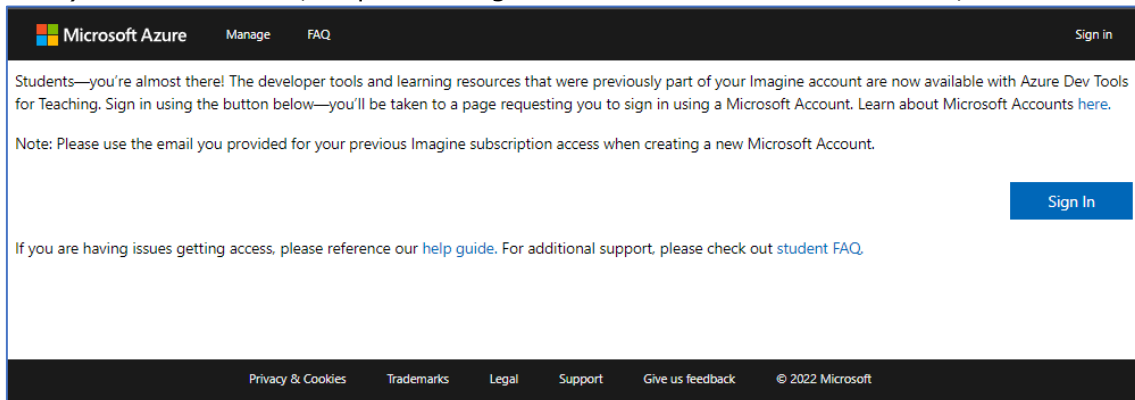 Microsoft Azure Manage FAQ Sign in
Students—you're almost there! The developer tools and learning resources that were previously part of your Imagine account are now available with Azure Dev Tools
for Teaching. Sign in using the button below—you'll be taken to a page requesting you to sign in using a Microsoft Account. Learn about Microsoft Accounts here.
Note: Please use the email you provided for your previous Imagine subscription access when creating a new Microsoft Account.
Sign In
If you are having issues getting access, please reference our help guide. For additional support, please check out student FAQ.
Privacy & Cookies Trademarks Legal Support Give us feedback © 2022 Microsoft